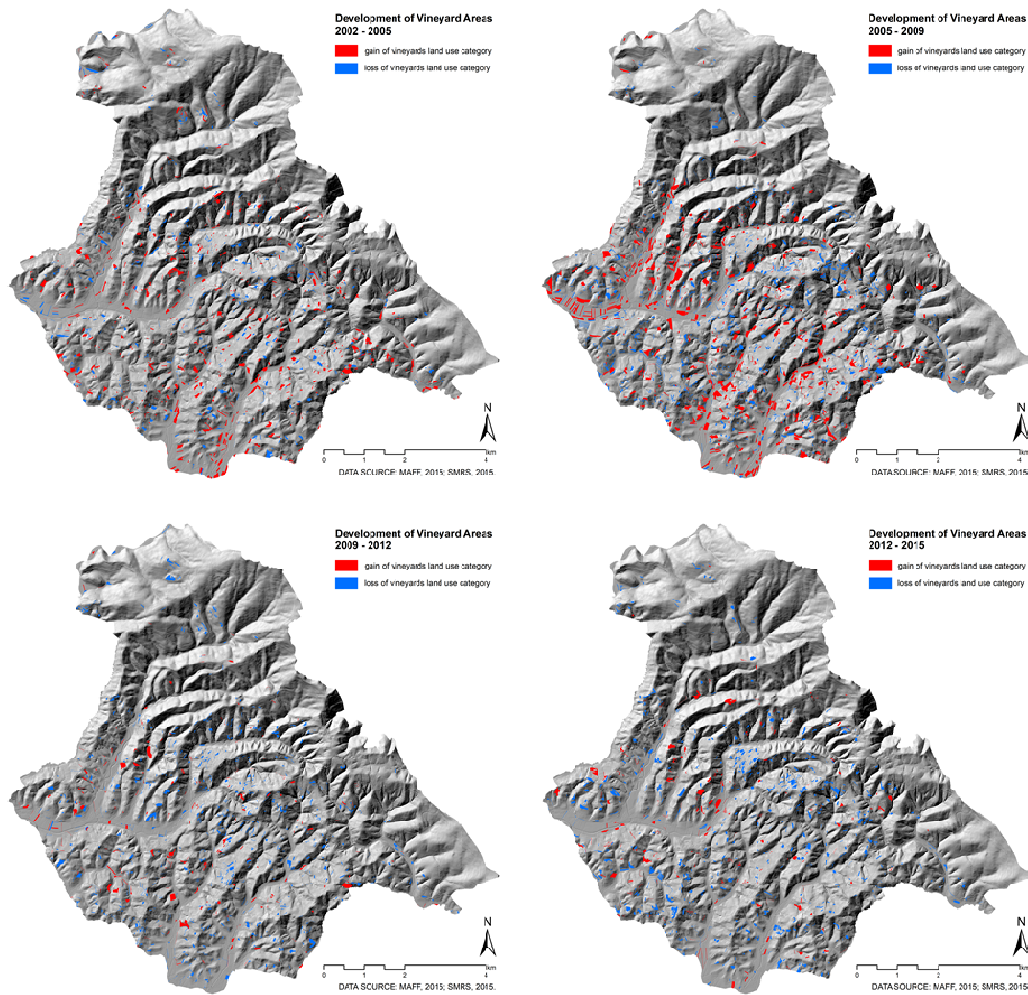 Development of Vineyard Areas
2002 - 2005
gain of vineyards land use category
loss of vineyards land use category
N
0 1 2 4
km
DATA SOURCE: MAFF, 2015; SMRS, 2015.
Development of Vineyard Areas
2005 - 2009
gain of vineyards land use category
loss of vineyards land use category
N
0 1 2 4
km
DATA SOURCE: MAFF, 2015; SMRS, 2015
Development of Vineyard Areas
2009 - 2012
gain of vineyards land use category
loss of vineyards land use category
N
0 1 2 4
km
DATA SOURCE: MAFF, 2015; SMRS, 2015.
Development of Vineyard Areas
2012 - 2015
gain of vineyards land use category
loss of vineyards land use category
N
0 1 2 4
km
DATA SOURCE: MAFF, 2015; SMRS, 2015